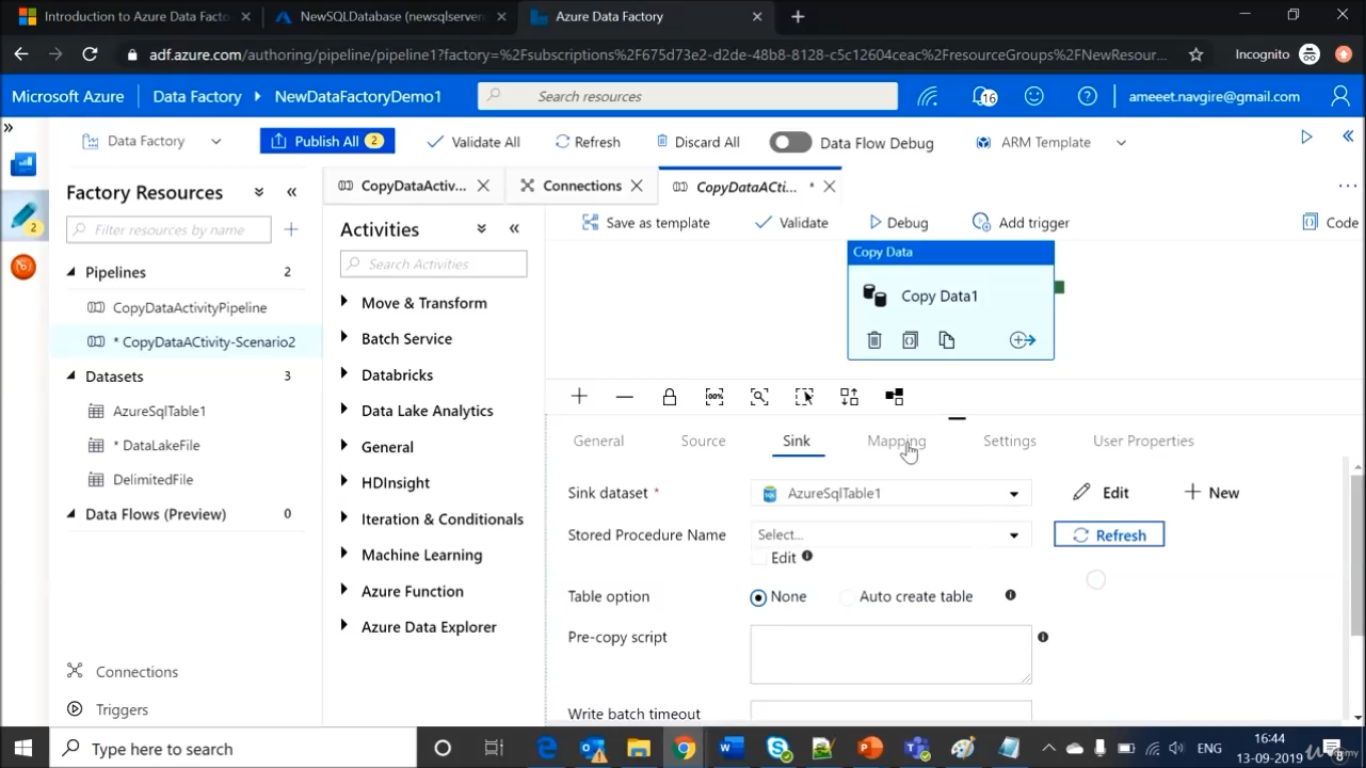 Introduction to Azure Data Fact
NewSQLDatabase (newsqlserver
Azure Data Factory
adf.azure.com/authoring/pipeline/pipeline1?factory=%2Fsubscriptions%2F675d73e2-d2de-48b8-8128-c5c12604ceac%2FresourceGroups%2FNewResour...
Incognito
Microsoft Azure
Data Factory
NewDataFactoryDemo1
Search resources
16
ameeet.navgire@gmail.com
»
Data Factory
Publish All 2
Validate All
Refresh
Discard All
Data Flow Debug
ARM Template
«
Factory Resources
«
CopyDataActiv...
Connections
CopyDataACti... *
...
2
Filter resources by name
Activities
«
Save as template
Validate
Debug
Add trigger
Code
Search Activities
Copy Data
Copy Data1
Pipelines 2
CopyDataActivityPipeline
* CopyDataACtivity-Scenario2
Datasets 3
AzureSqlTable1
* DataLakeFile
DelimitedFile
Data Flows (Preview) 0
Connections
Triggers
Move & Transform
Batch Service
Databricks
Data Lake Analytics
General
HDInsight
Iteration & Conditionals
Machine Learning
Azure Function
Azure Data Explorer
100%
General
Source
Sink
Mapping
Settings
User Properties
Sink dataset *
SQL
AzureSqlTable1
Edit
New
Stored Procedure Name
Select...
Refresh
Edit
Table option
None
Auto create table
Pre-copy script
Write batch timeout
Type here to search
ENG
16:44
13-09-2019
8